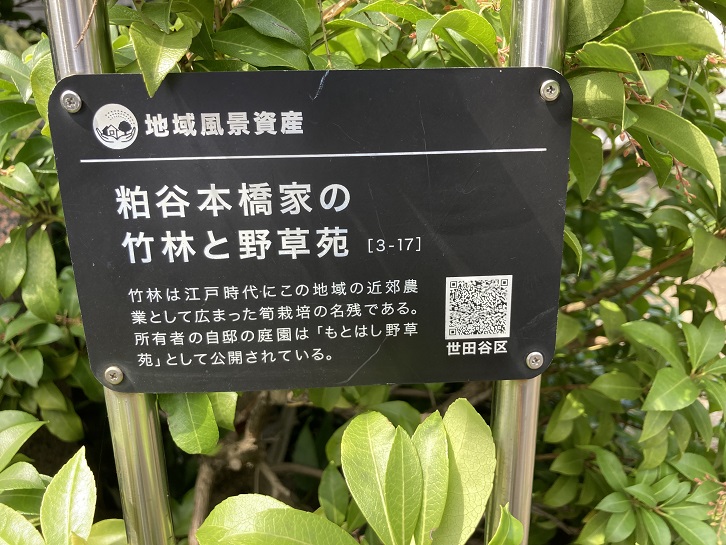 地域風景資産
粕谷本橋家の
竹林と野草苑 [3-17]
竹林は江戸時代にこの地域の近郊農
業として広まった筍栽培の名残である。
所有者の自邸の庭園は「もとはし野草
苑」として公開されている。
世田谷区